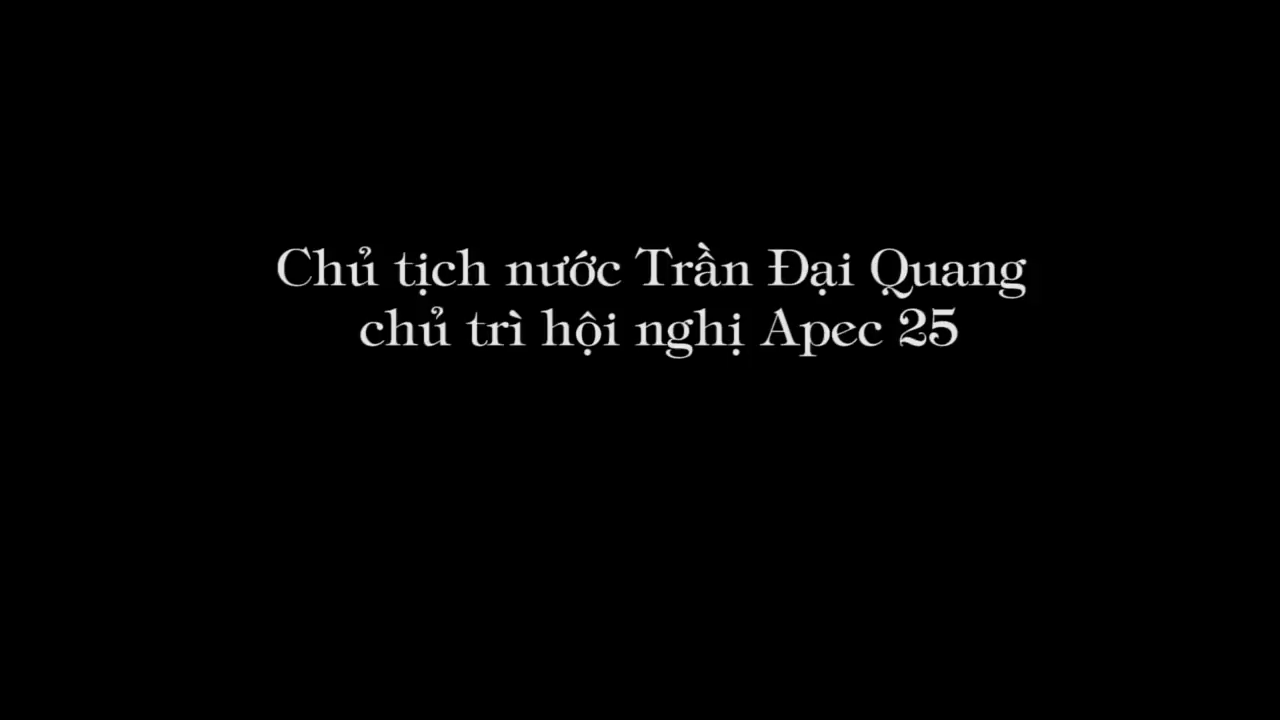 Chủ tịch nước Trần Đại Quang
chủ trì hội nghị Apec 25